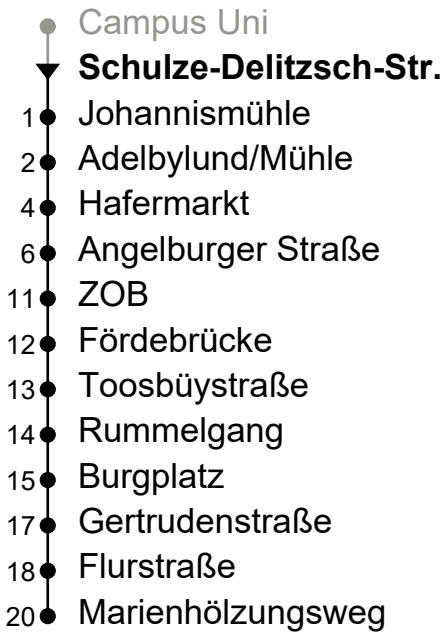 Campus Uni
Schulze-Delitzsch-Str.
1 Johannismühle
2 Adelbylund/Mühle
4 Hafermarkt
6 Angelburger Straße
11 ZOB
12 Fördebrücke
13 Toosbüystraße
14 Rummelgang
15 Burgplatz
17 Gertrudenstraße
18 Flurstraße
20 Marienhölzungsweg